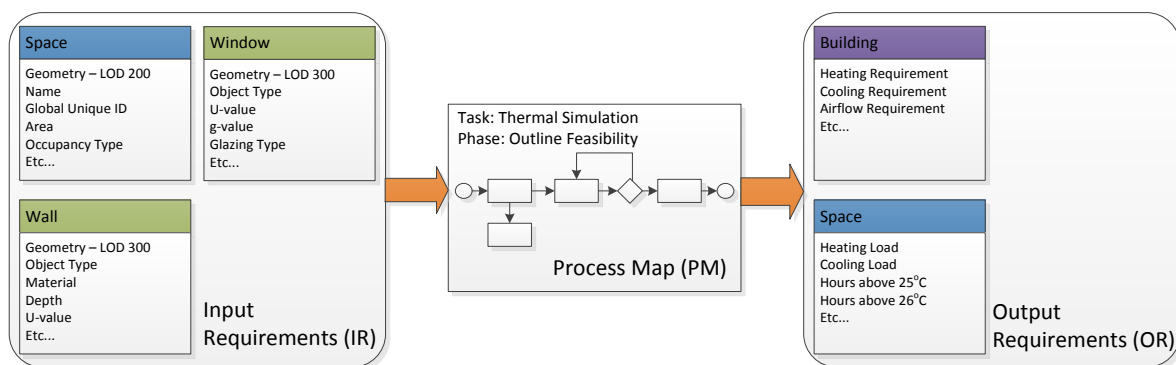 Space
Geometry – LOD 200
Name
Global Unique ID
Area
Occupancy Type
Etc...
Window
Geometry – LOD 300
Object Type
U-value
g-value
Glazing Type
Etc...
Wall
Geometry – LOD 300
Object Type
Material
Depth
U-value
Etc...
Input
Requirements (IR)
Task: Thermal Simulation
Phase: Outline Feasibility
Process Map (PM)
Building
Heating Requirement
Cooling Requirement
Airflow Requirement
Etc...
Space
Heating Load
Cooling Load
Hours above 25°C
Hours above 26°C
Etc...
Output
Requirements (OR)